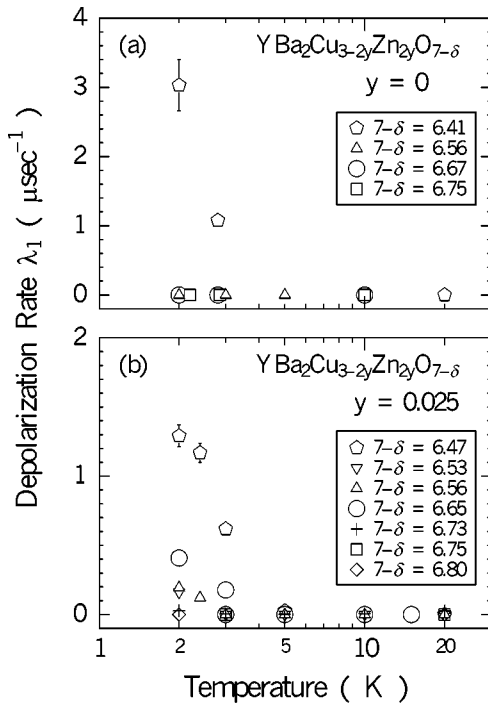 (a) YBa₂Cu₃₋₂yZn₂yO₇₋δ
y = 0
7−δ = 6.41
7−δ = 6.56
7−δ = 6.67
7−δ = 6.75
4
3
2
1
0
Depolarization Rate λ₁ ( μsec⁻¹ )
(b) YBa₂Cu₃₋₂yZn₂yO₇₋δ
y = 0.025
7−δ = 6.47
7−δ = 6.53
7−δ = 6.56
7−δ = 6.65
7−δ = 6.73
7−δ = 6.75
7−δ = 6.80
2
1
0
1 2 5 10 20
Temperature ( K )